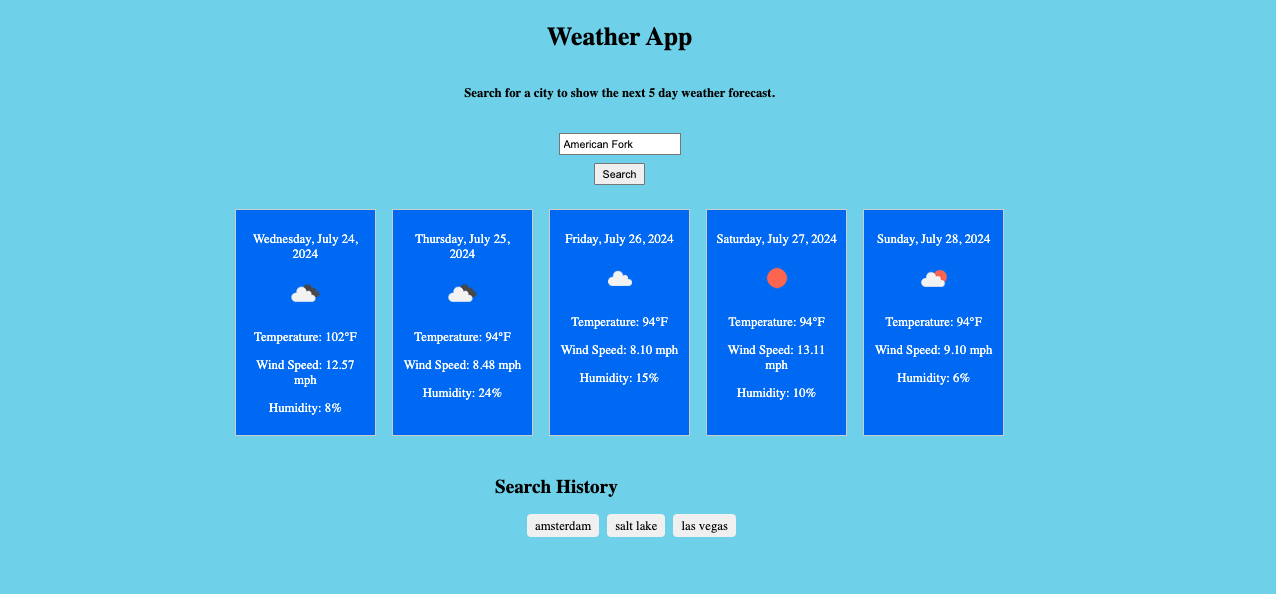 Weather App
Search for a city to show the next 5 day weather forecast.
American Fork
Search
Wednesday, July 24,
2024
Temperature: 102°F
Wind Speed: 12.57
mph
Humidity: 8%
Thursday, July 25,
2024
Temperature: 94°F
Wind Speed: 8.48 mph
Humidity: 24%
Friday, July 26, 2024
Temperature: 94°F
Wind Speed: 8.10 mph
Humidity: 15%
Saturday, July 27, 2024
Temperature: 94°F
Wind Speed: 13.11
mph
Humidity: 10%
Sunday, July 28, 2024
Temperature: 94°F
Wind Speed: 9.10 mph
Humidity: 6%
Search History
amsterdam
salt lake
las vegas